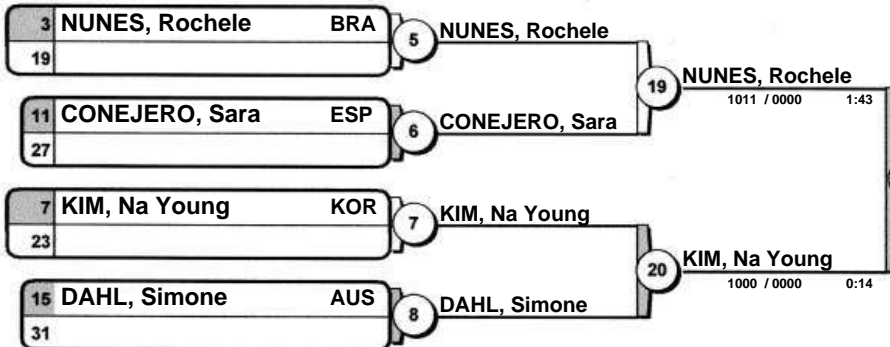 3 NUNES, Rochele BRA
19
5
NUNES, Rochele
11 CONEJERO, Sara ESP
27
6
CONEJERO, Sara
19
NUNES, Rochele
1011 / 0000 1:43
7 KIM, Na Young KOR
23
7
KIM, Na Young
15 DAHL, Simone AUS
31
8
DAHL, Simone
20
KIM, Na Young
1000 / 0000 0:14